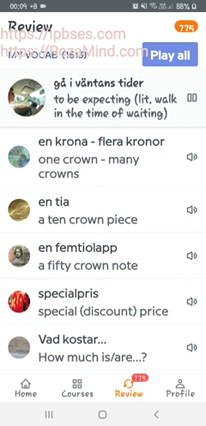 00:09
88%
Review
775
https://lpbses.com
https://BozaMind.com
MY VOCAB (1613)
Play all
gå i väntans tider
to be expecting (lit. walk
in the time of waiting)
en krona - flera kronor
one crown - many
crowns
en tia
a ten crown piece
en femtiolapp
a fifty crown note
specialpris
special (discount) price
Vad kostar...
How much is/are...?
775
Home
Courses
Review
Profile